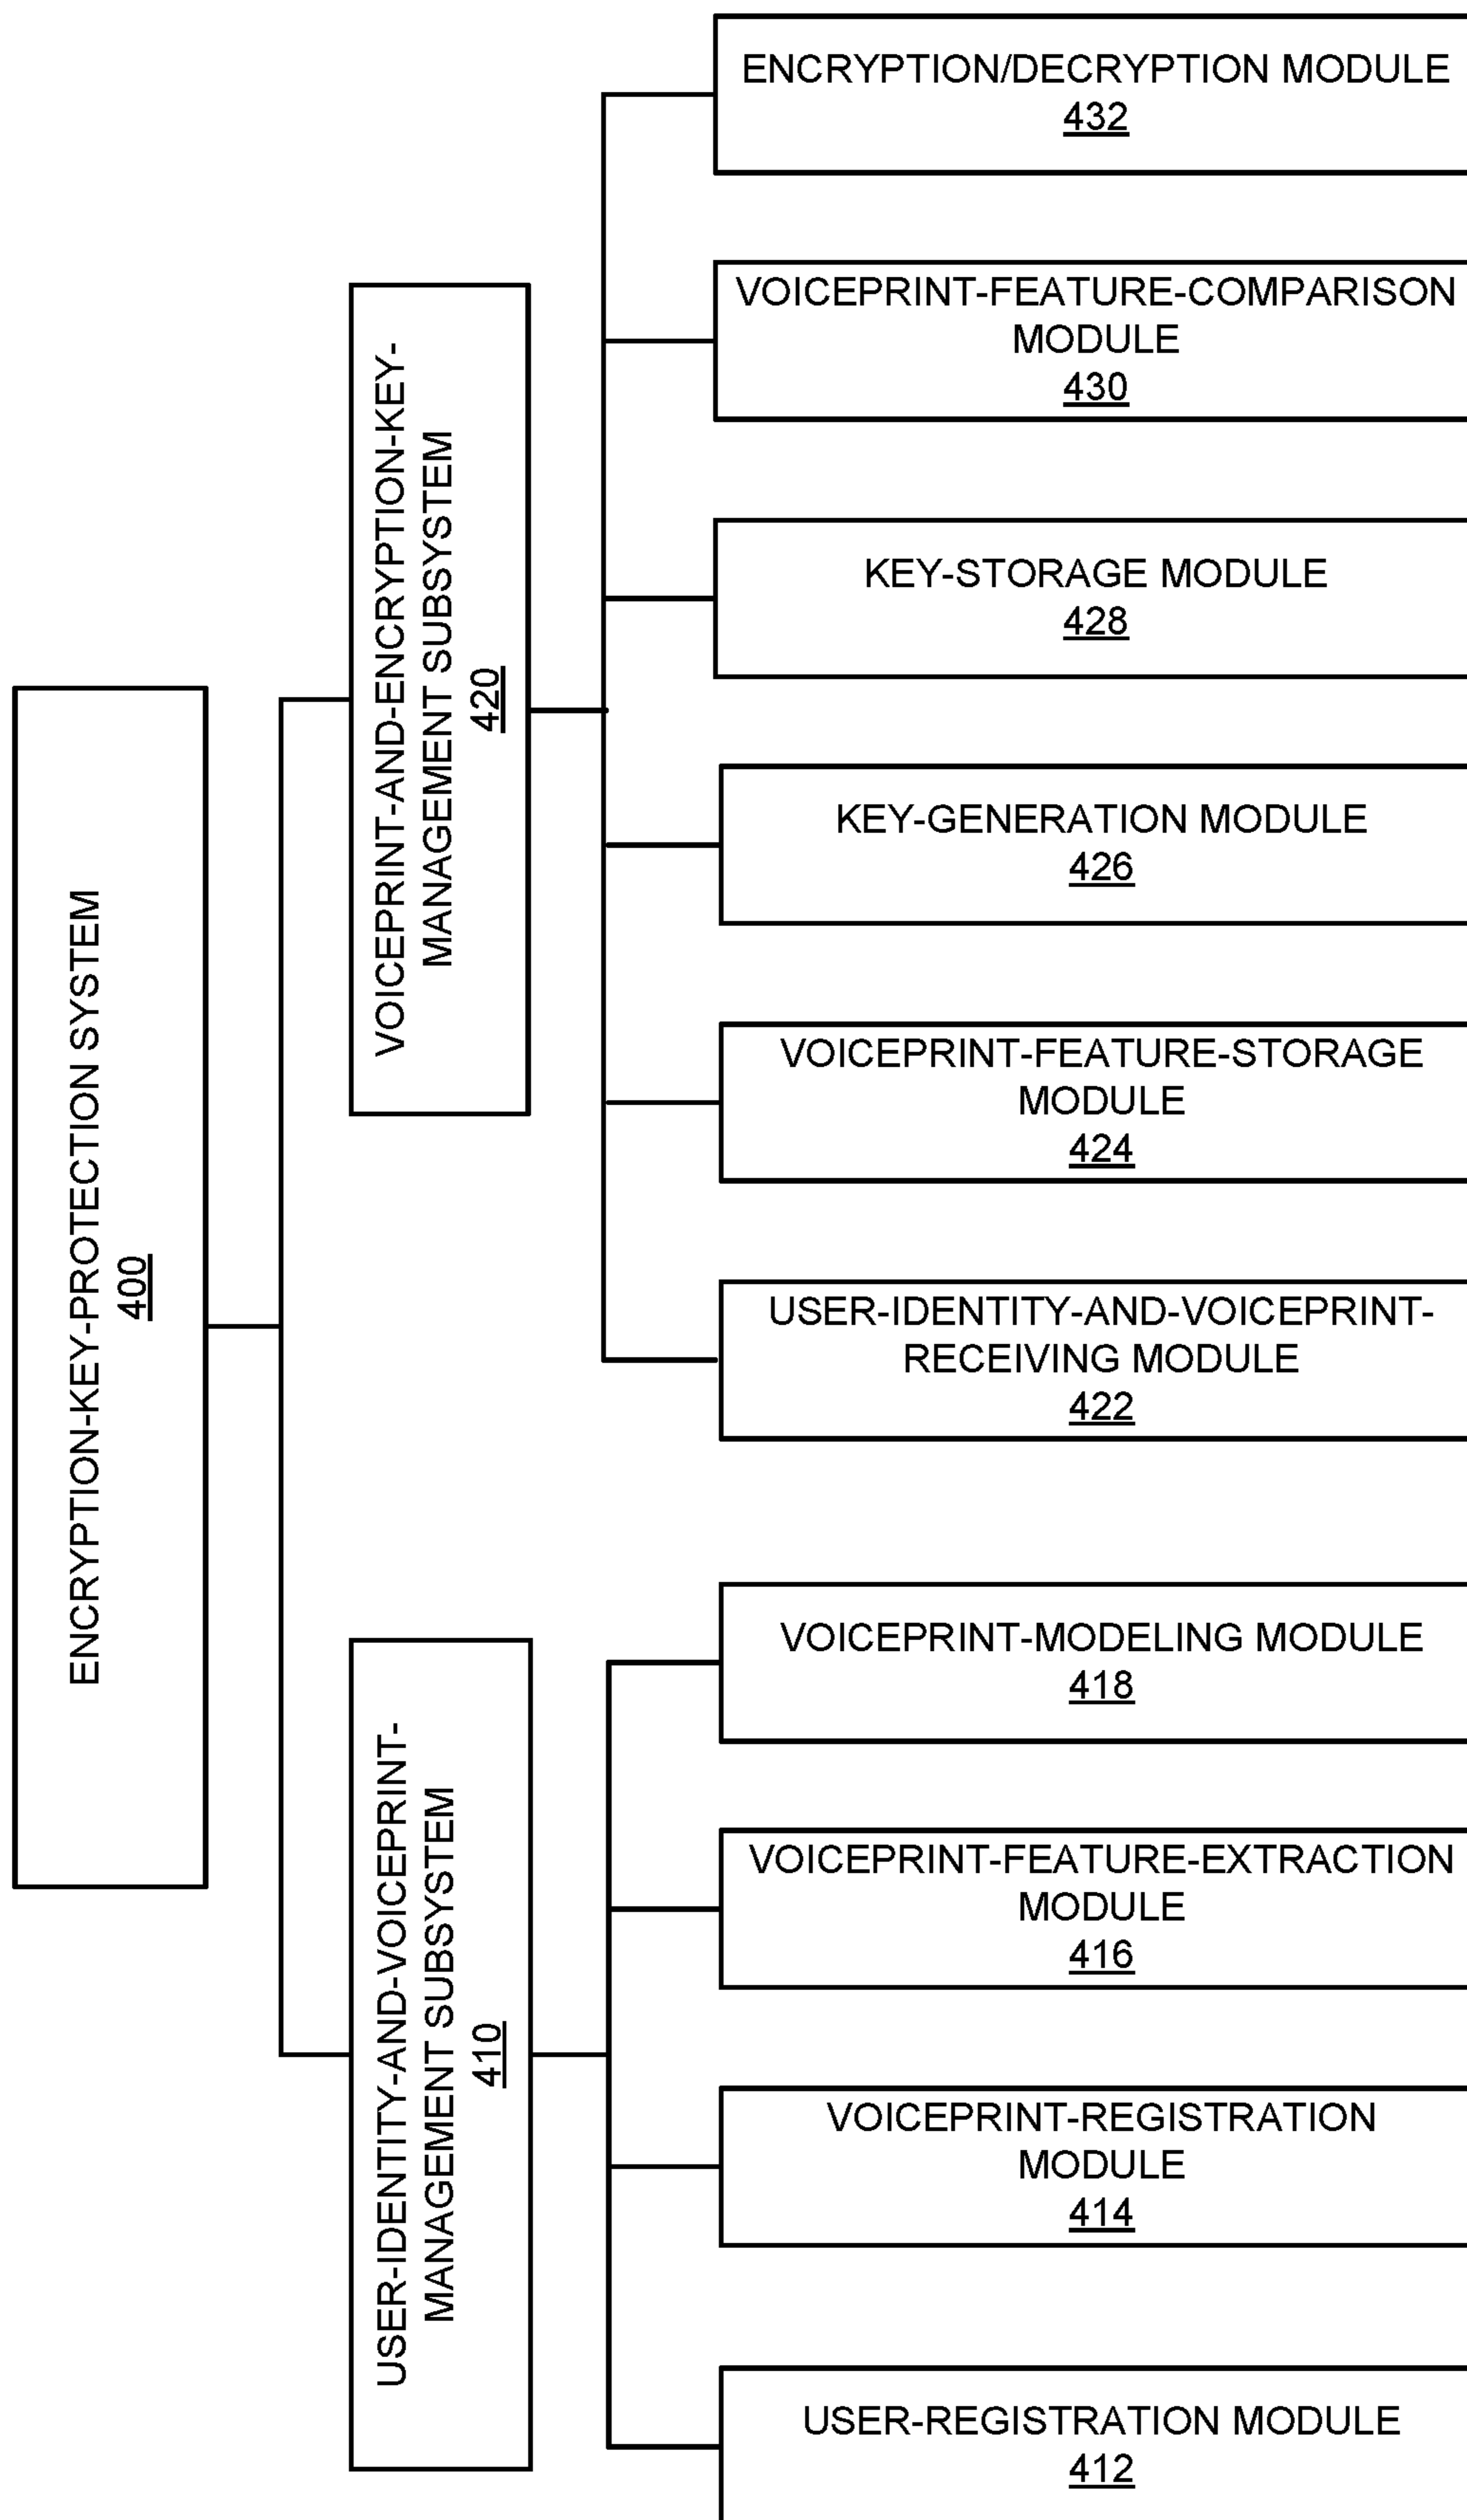 ENCRYPTION-KEY-PROTECTION SYSTEM
400
VOICEPRINT-AND-ENCRYPTION-KEY-
MANAGEMENT SUBSYSTEM
420
ENCRYPTION/DECRYPTION MODULE
432
VOICEPRINT-FEATURE-COMPARISON
MODULE
430
KEY-STORAGE MODULE
428
KEY-GENERATION MODULE
426
VOICEPRINT-FEATURE-STORAGE
MODULE
424
USER-IDENTITY-AND-VOICEPRINT-
RECEIVING MODULE
422
USER-IDENTITY-AND-VOICEPRINT-
MANAGEMENT SUBSYSTEM
410
VOICEPRINT-MODELING MODULE
418
VOICEPRINT-FEATURE-EXTRACTION
MODULE
416
VOICEPRINT-REGISTRATION
MODULE
414
USER-REGISTRATION MODULE
412